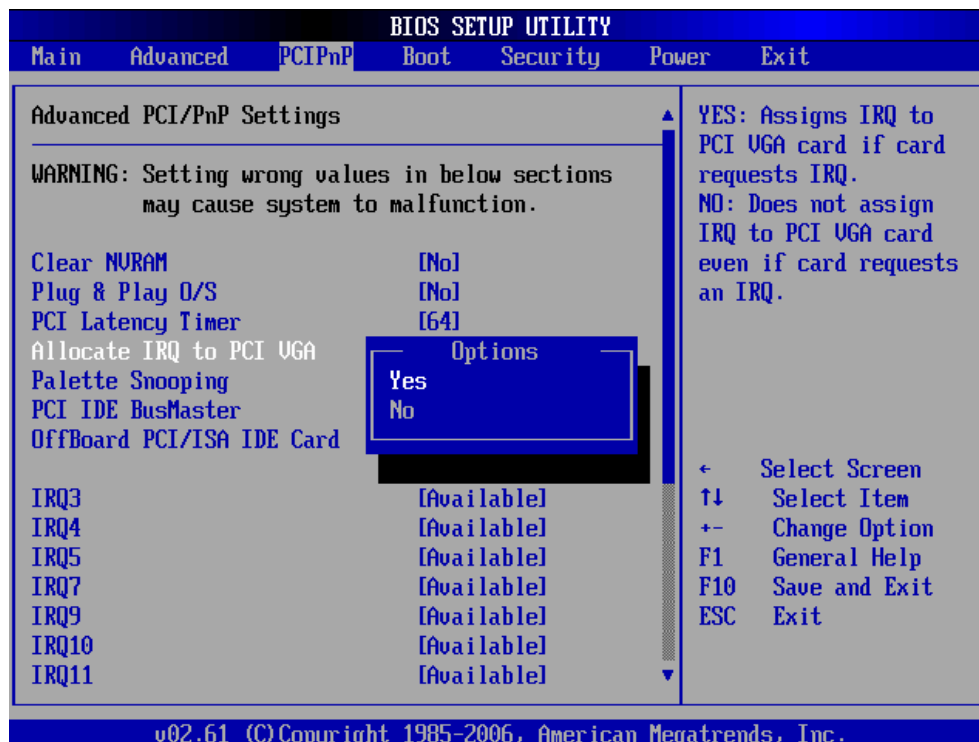 BIOS SETUP UTILITY
Main Advanced PCIPnP Boot Security Power Exit
Advanced PCI/PnP Settings
WARNING: Setting wrong values in below sections
may cause system to malfunction.
Clear NVRAM [No]
Plug & Play O/S [No]
PCI Latency Timer [64]
Allocate IRQ to PCI VGA
Palette Snooping
PCI IDE BusMaster
OffBoard PCI/ISA IDE Card
Options
Yes
No
IRQ3 [Available]
IRQ4 [Available]
IRQ5 [Available]
IRQ7 [Available]
IRQ9 [Available]
IRQ10 [Available]
IRQ11 [Available]
YES: Assigns IRQ to
PCI VGA card if card
requests IRQ.
NO: Does not assign
IRQ to PCI VGA card
even if card requests
an IRQ.
← Select Screen
↑↓ Select Item
+- Change Option
F1 General Help
F10 Save and Exit
ESC Exit
v02.61 (C)Copyright 1985-2006, American Megatrends, Inc.